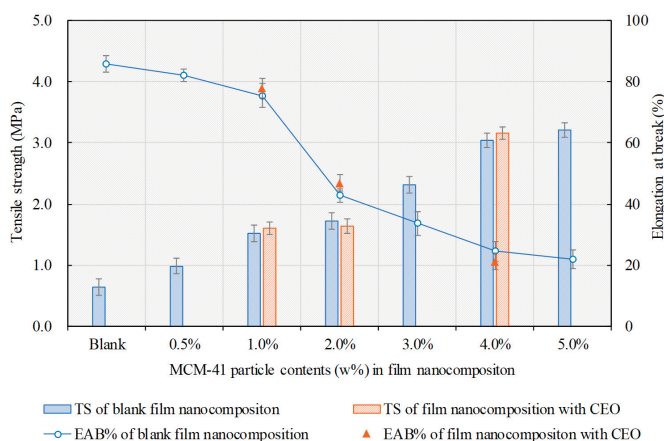 5.0
4.0
3.0
2.0
1.0
0.0
Tensile strength (MPa)
100
80
60
40
20
0
Elongation at break (%)
Blank 0.5% 1.0% 2.0% 3.0% 4.0% 5.0%
MCM-41 particle contents (w%) in film nanocompositon
TS of blank film nanocompositon TS of film nanocompositon with CEO
EAB% of blank film nanocomposition EAB% of film nanocompositon with CEO